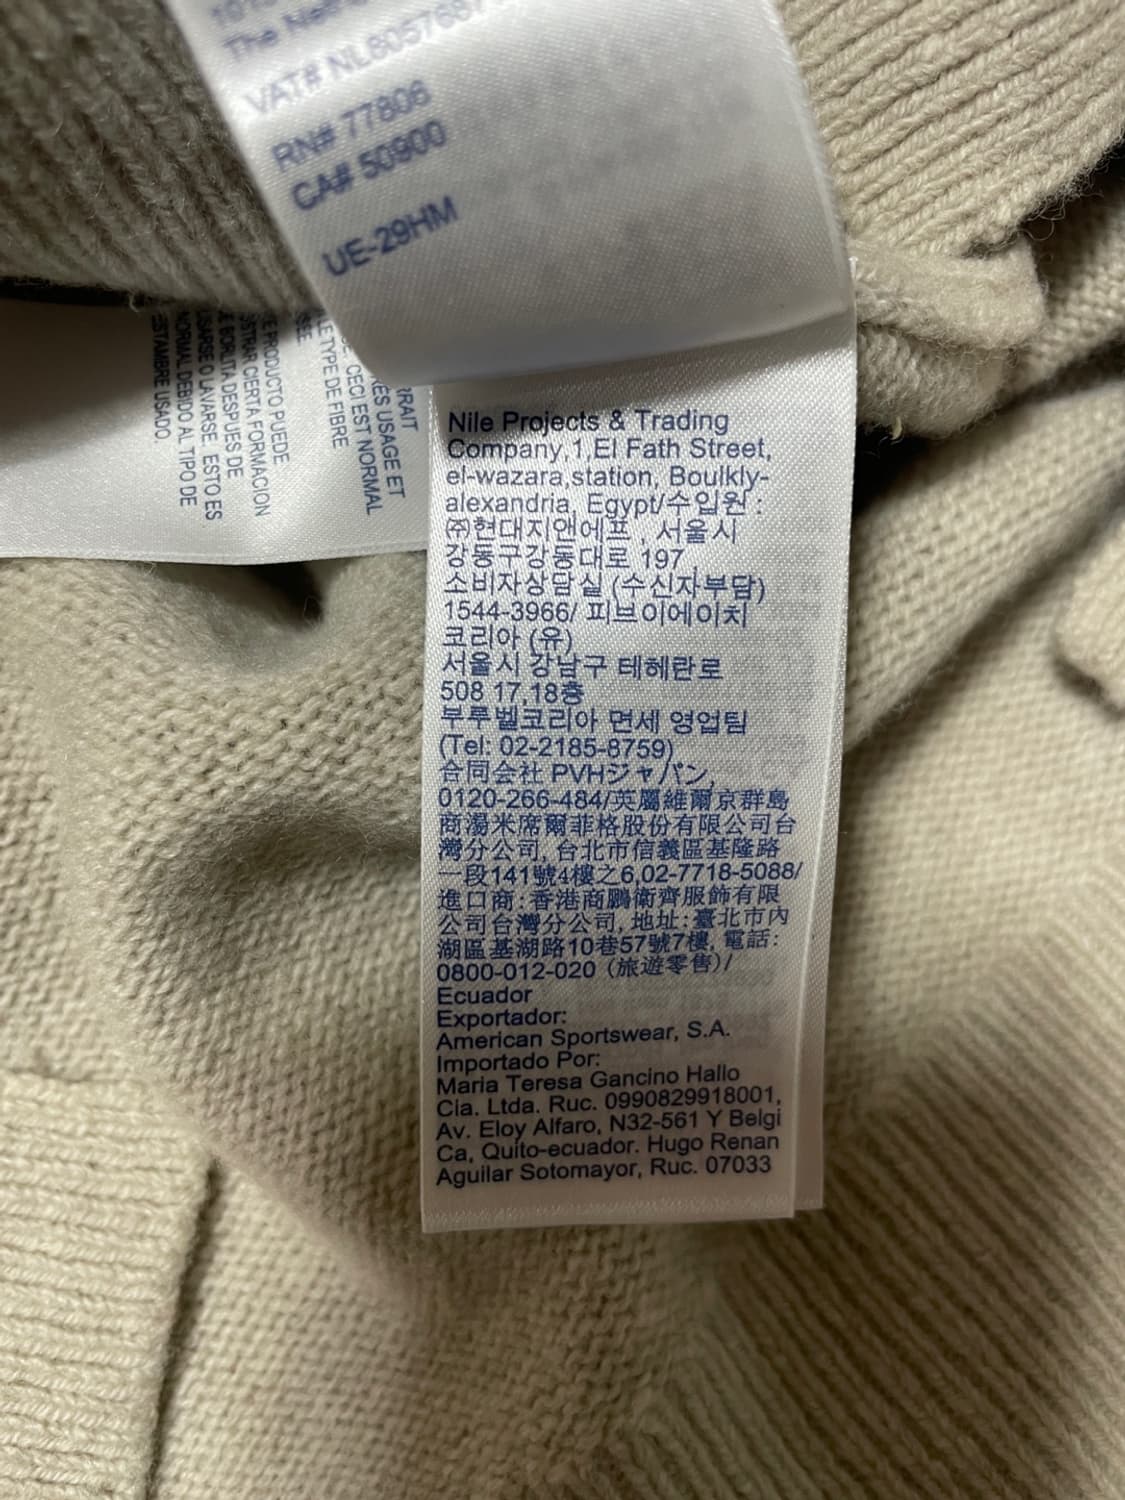 VAT# NL
RN# 77806
CA# 50900
UE-29HM
RAIT
RES USAGE ET
CECI EST NORMAL
LE TYPE DE FIBRE
E PRODUCTO PUEDE
STRAR CIERTA FORMACION
E BORLITA DESPUES DE
USARSE O LAVARSE. ESTO ES
NORMAL DEBIDO AL TIPO DE
ESTAMBRE USADO.
Nile Projects & Trading
Company,1,El Fath Street,
el-wazara,station, Boulkly-
alexandria, Egypt/수입원 :
㈜현대지앤에프 , 서울시
강동구강동대로 197,
소비자상담실 (수신자부담)
1544-3966/ 피브이에이치
코리아 (유)
서울시 강남구 테헤란로
508 17,18층
부루벨코리아 면세 영업팀
(Tel: 02-2185-8759)
合同会社 PVHジャパン,
0120-266-484/英屬維爾京群島
商湯米席爾菲格股份有限公司台
灣分公司, 台北市信義區基隆路
一段141號4樓之6,02-7718-5088/
進口商:香港商鵬衛齊服飾有限
公司台灣分公司, 地址:臺北市內
湖區基湖路10巷57號7樓, 電話:
0800-012-020 (旅遊零售)/
Ecuador
Exportador:
American Sportswear, S.A.
Importado Por:
Maria Teresa Gancino Hallo
Cia. Ltda. Ruc. 0990829918001,
Av. Eloy Alfaro, N32-561 Y Belgi
Ca, Quito-ecuador. Hugo Renan
Aguilar Sotomayor, Ruc. 07033